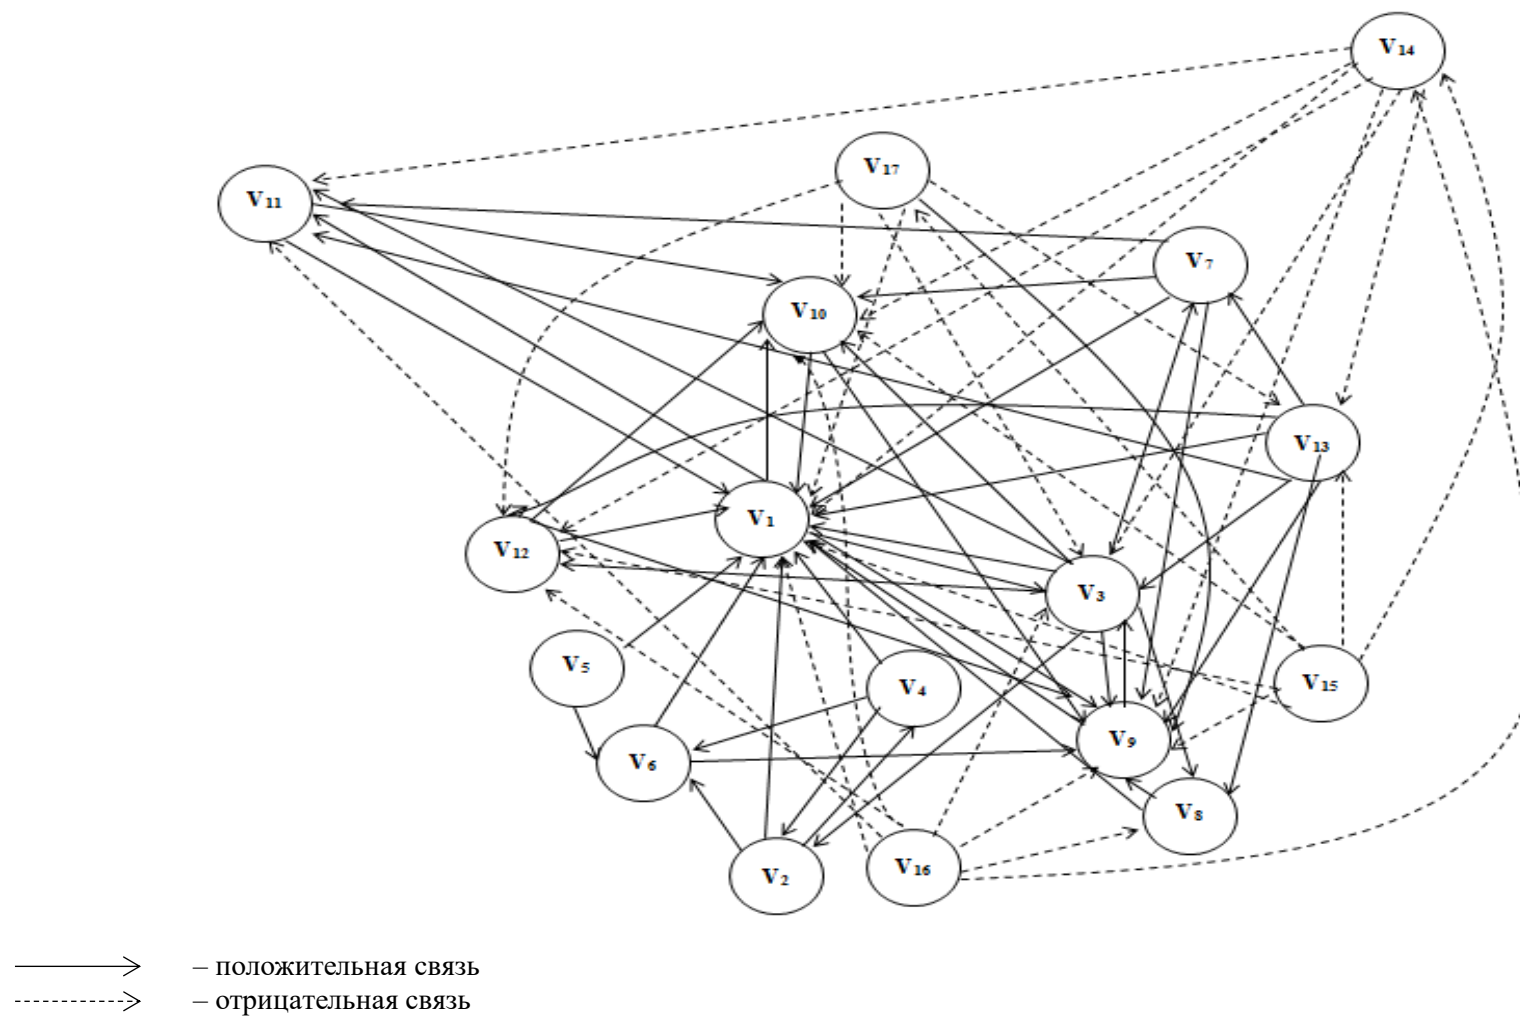 V14
V17
V11
V7
V10
V13
V1
V12
V3
V5
V4
V15
V9
V6
V8
V16
V2
– положительная связь
– отрицательная связь